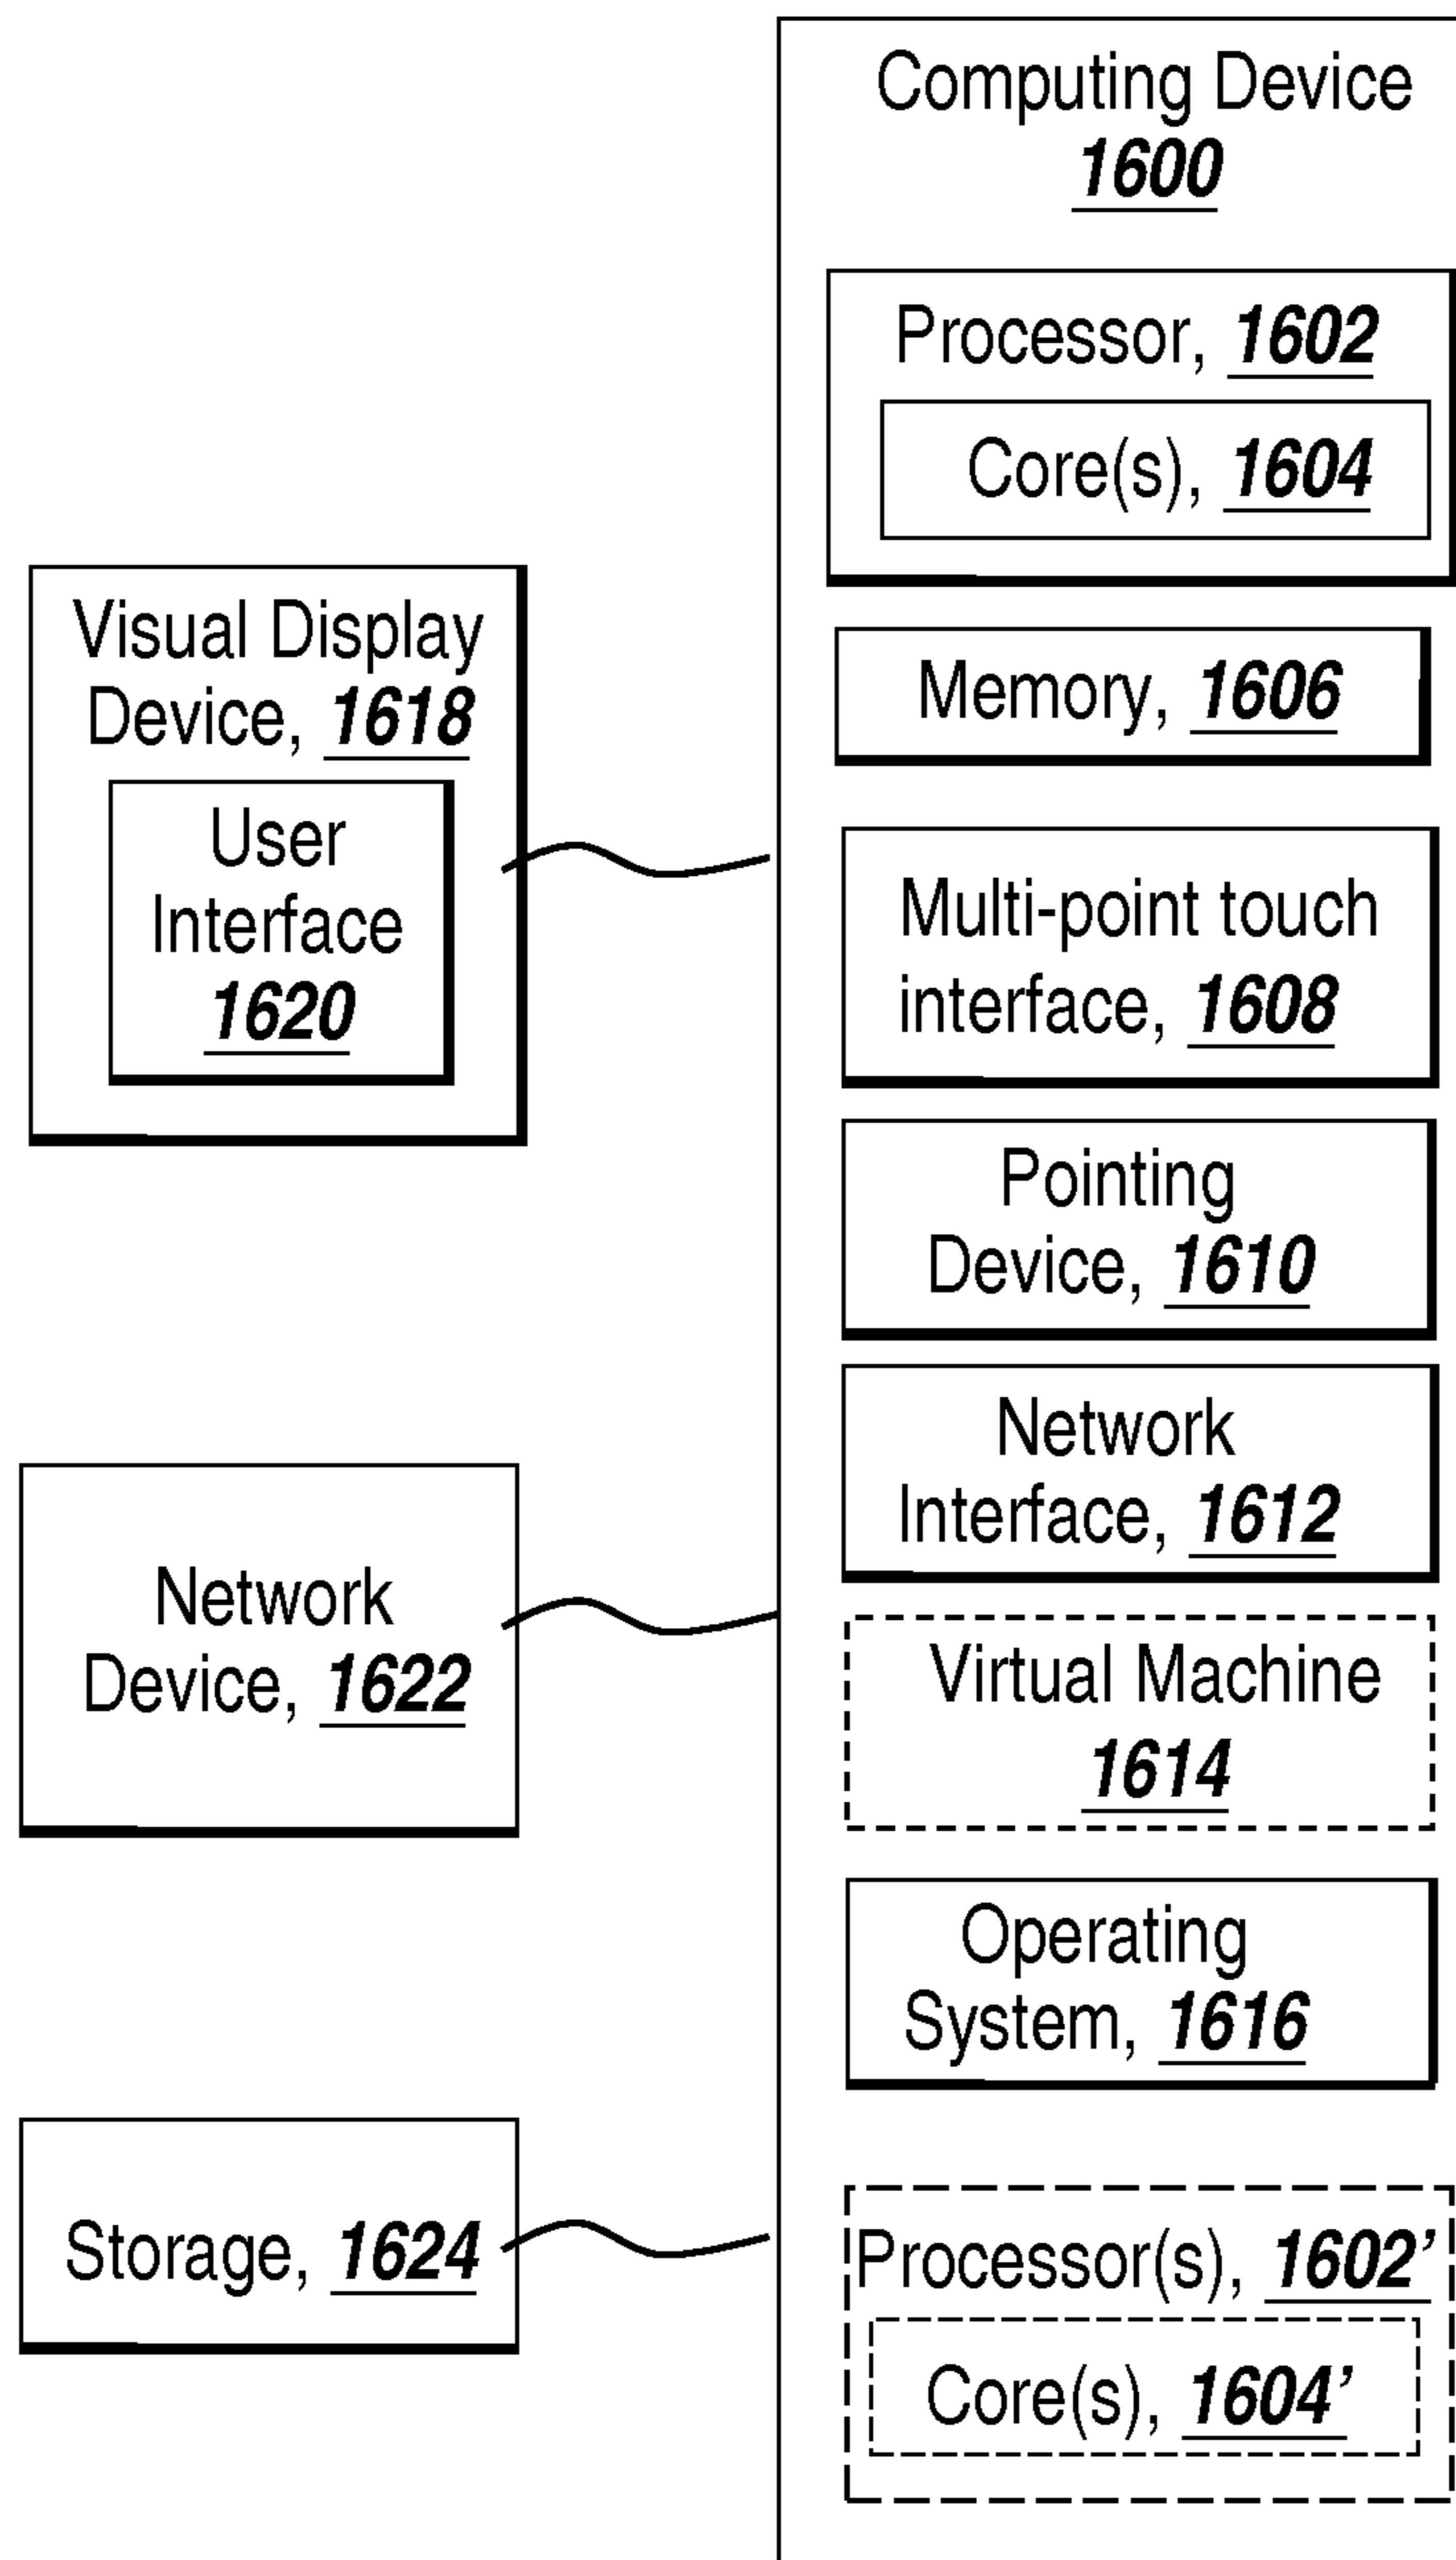 Computing Device
1600
Processor, 1602
Core(s), 1604
Memory, 1606
Multi-point touch
interface, 1608
Pointing
Device, 1610
Network
Interface, 1612
Virtual Machine
1614
Operating
System, 1616
Processor(s), 1602’
Core(s), 1604’
Visual Display
Device, 1618
User
Interface
1620
Network
Device, 1622
Storage, 1624